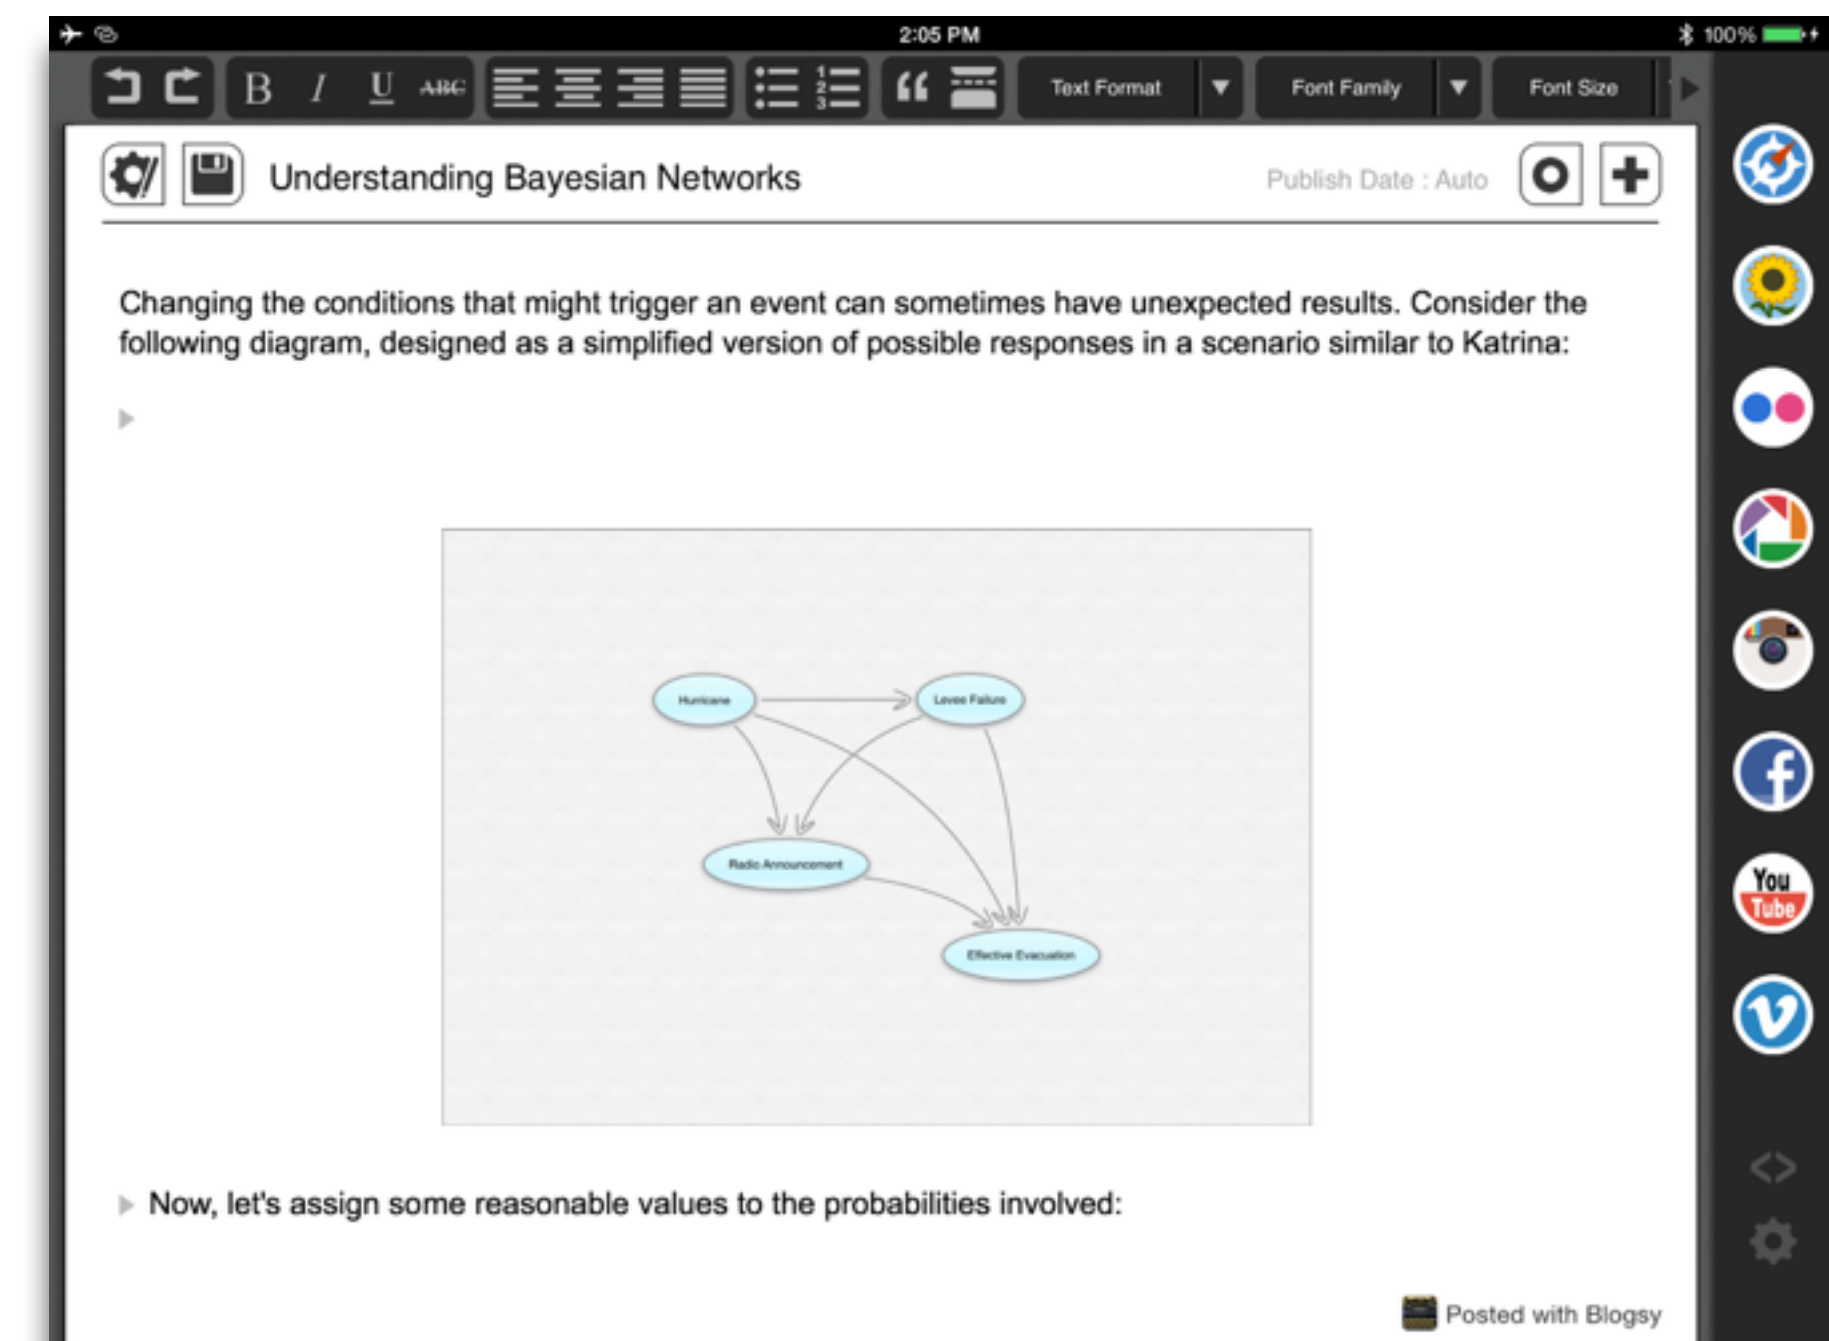 2:05 PM
100%
B I U ABC
Text Format
Font Family
Font Size
Understanding Bayesian Networks
Publish Date : Auto
Changing the conditions that might trigger an event can sometimes have unexpected results. Consider the
following diagram, designed as a simplified version of possible responses in a scenario similar to Katrina:
Hurricane
Levee Failure
Radio Announcement
Effective Evacuation
You
Tube
Now, let's assign some reasonable values to the probabilities involved:
Posted with Blogsy